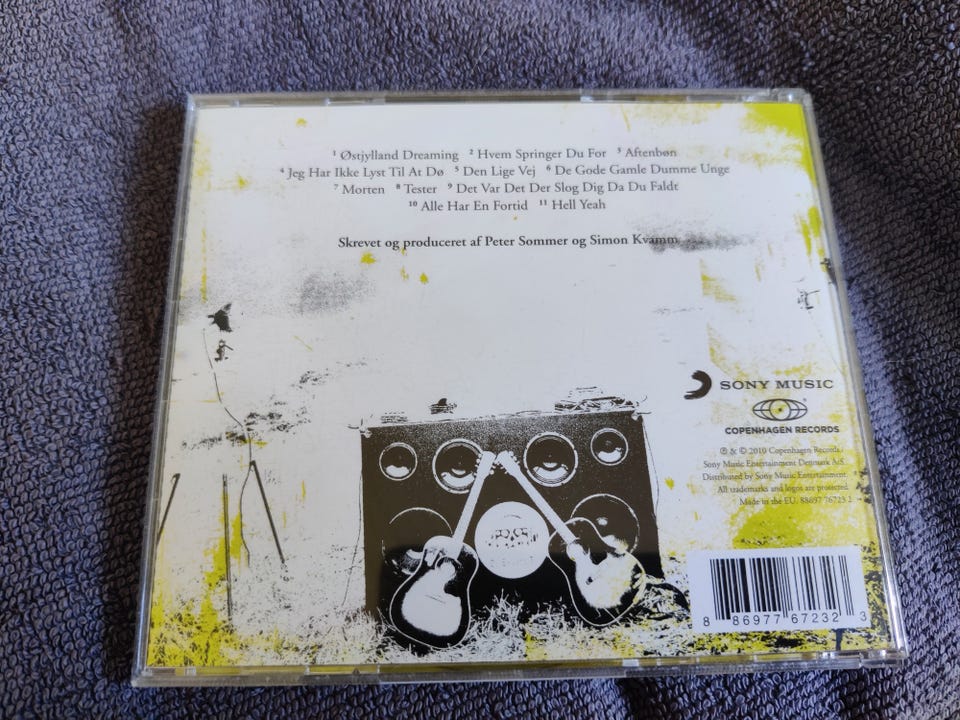 1 Østjylland Dreaming 2 Hvem Springer Du For 3 Aftenbøn
4 Jeg Har Ikke Lyst Til At Dø 5 Den Lige Vej 6 De Gode Gamle Dumme Unge
7 Morten 8 Tester 9 Det Var Det Der Slog Dig Da Du Faldt
10 Alle Har En Fortid 11 Hell Yeah
Skrevet og produceret af Peter Sommer og Simon Kvamm
SONY MUSIC
COPENHAGEN RECORDS
℗ & © 2010 Copenhagen Records /
Sony Music Entertainment Denmark A/S.
Distributed by Sony Music Entertainment.
All trademarks and logos are protected.
Made in the EU. 88697 76723 2
8 86977 67232 3